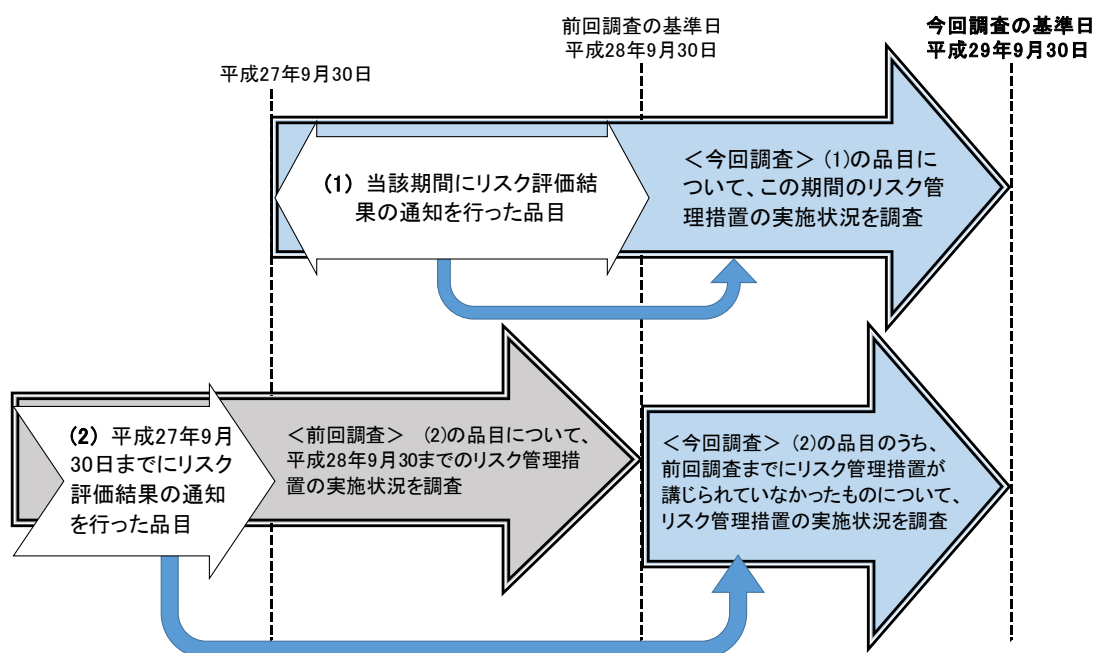 前回調査の基準日
平成28年9月30日
今回調査の基準日
平成29年9月30日
平成27年9月30日
(1) 当該期間にリスク評価結
果の通知を行った品目
＜今回調査＞ (1)の品目に
ついて、この期間のリスク管
理措置の実施状況を調査
(2) 平成27年9月
30日までにリスク
評価結果の通知
を行った品目
＜前回調査＞ (2)の品目について、
平成28年9月30までのリスク管理措
置の実施状況を調査
＜今回調査＞ (2)の品目のうち、
前回調査までにリスク管理措置が
講じられていなかったものについて、
リスク管理措置の実施状況を調査